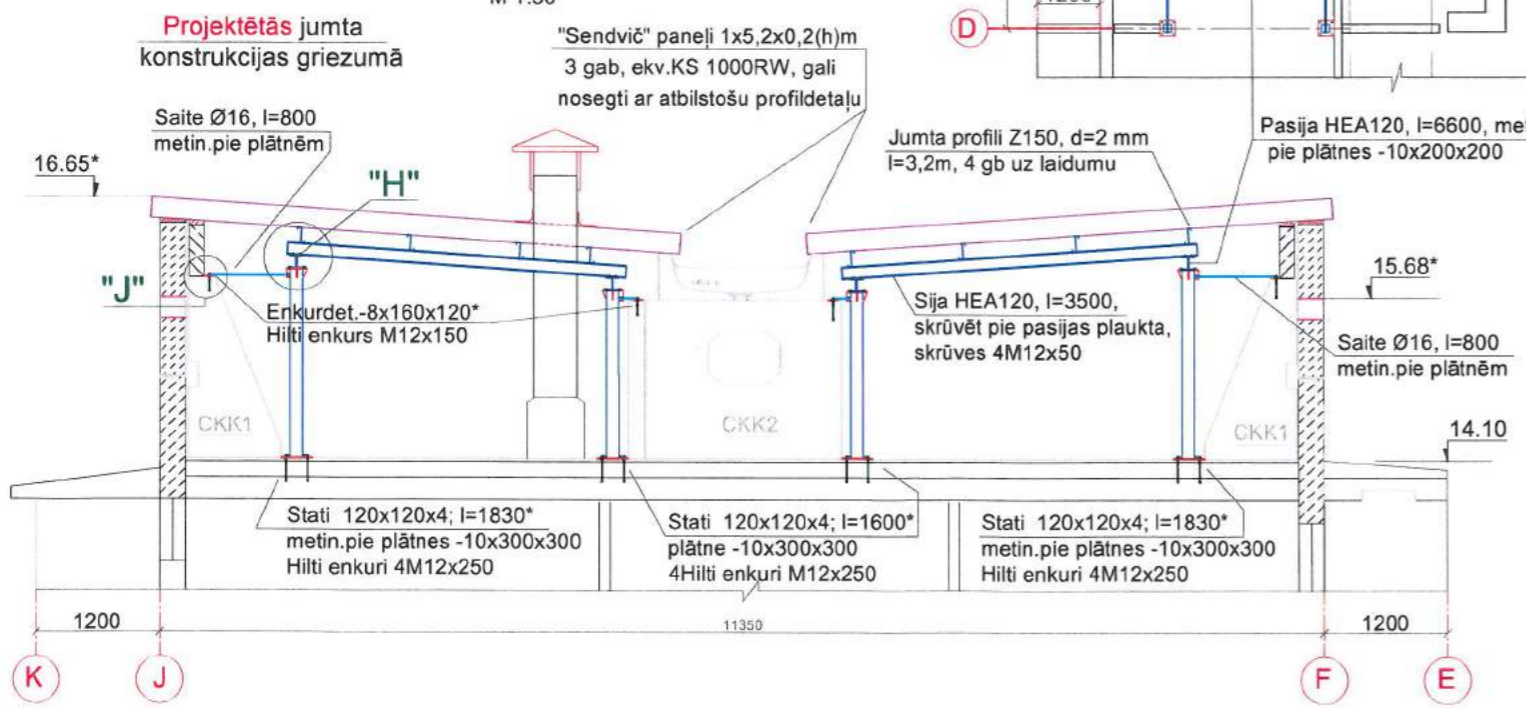 Projektētās jumta
konstrukcijas griezumā
"Sendvič" paneļi 1x5,2x0,2(h)m
3 gab, ekv.KS 1000RW, gali
nosegti ar atbilstošu profildetaļu
D
Saite Ø16, l=800
metin.pie plātnēm
Jumta profili Z150, d=2 mm
l=3,2m, 4 gb uz laidumu
Pasija HEA120, l=6600,
pie plātnes -10x200x200
16.65*
"H"
"J"
15.68*
Enkurdet.-8x160x120*
Hilti enkurs M12x150
Sija HEA120, l=3500,
skrūvēt pie pasijas plaukta,
skrūves 4M12x50
Saite Ø16, l=800
metin.pie plātnēm
CKK1
CKK2
CKK1
14.10
Stati 120x120x4; l=1830*
metin.pie plātnes -10x300x300
Hilti enkuri 4M12x250
Stati 120x120x4; l=1600*
plātne -10x300x300
4Hilti enkuri M12x250
Stati 120x120x4; l=1830*
metin.pie plātnes -10x300x300
Hilti enkuri 4M12x250
1200
11350
1200
K
J
F
E